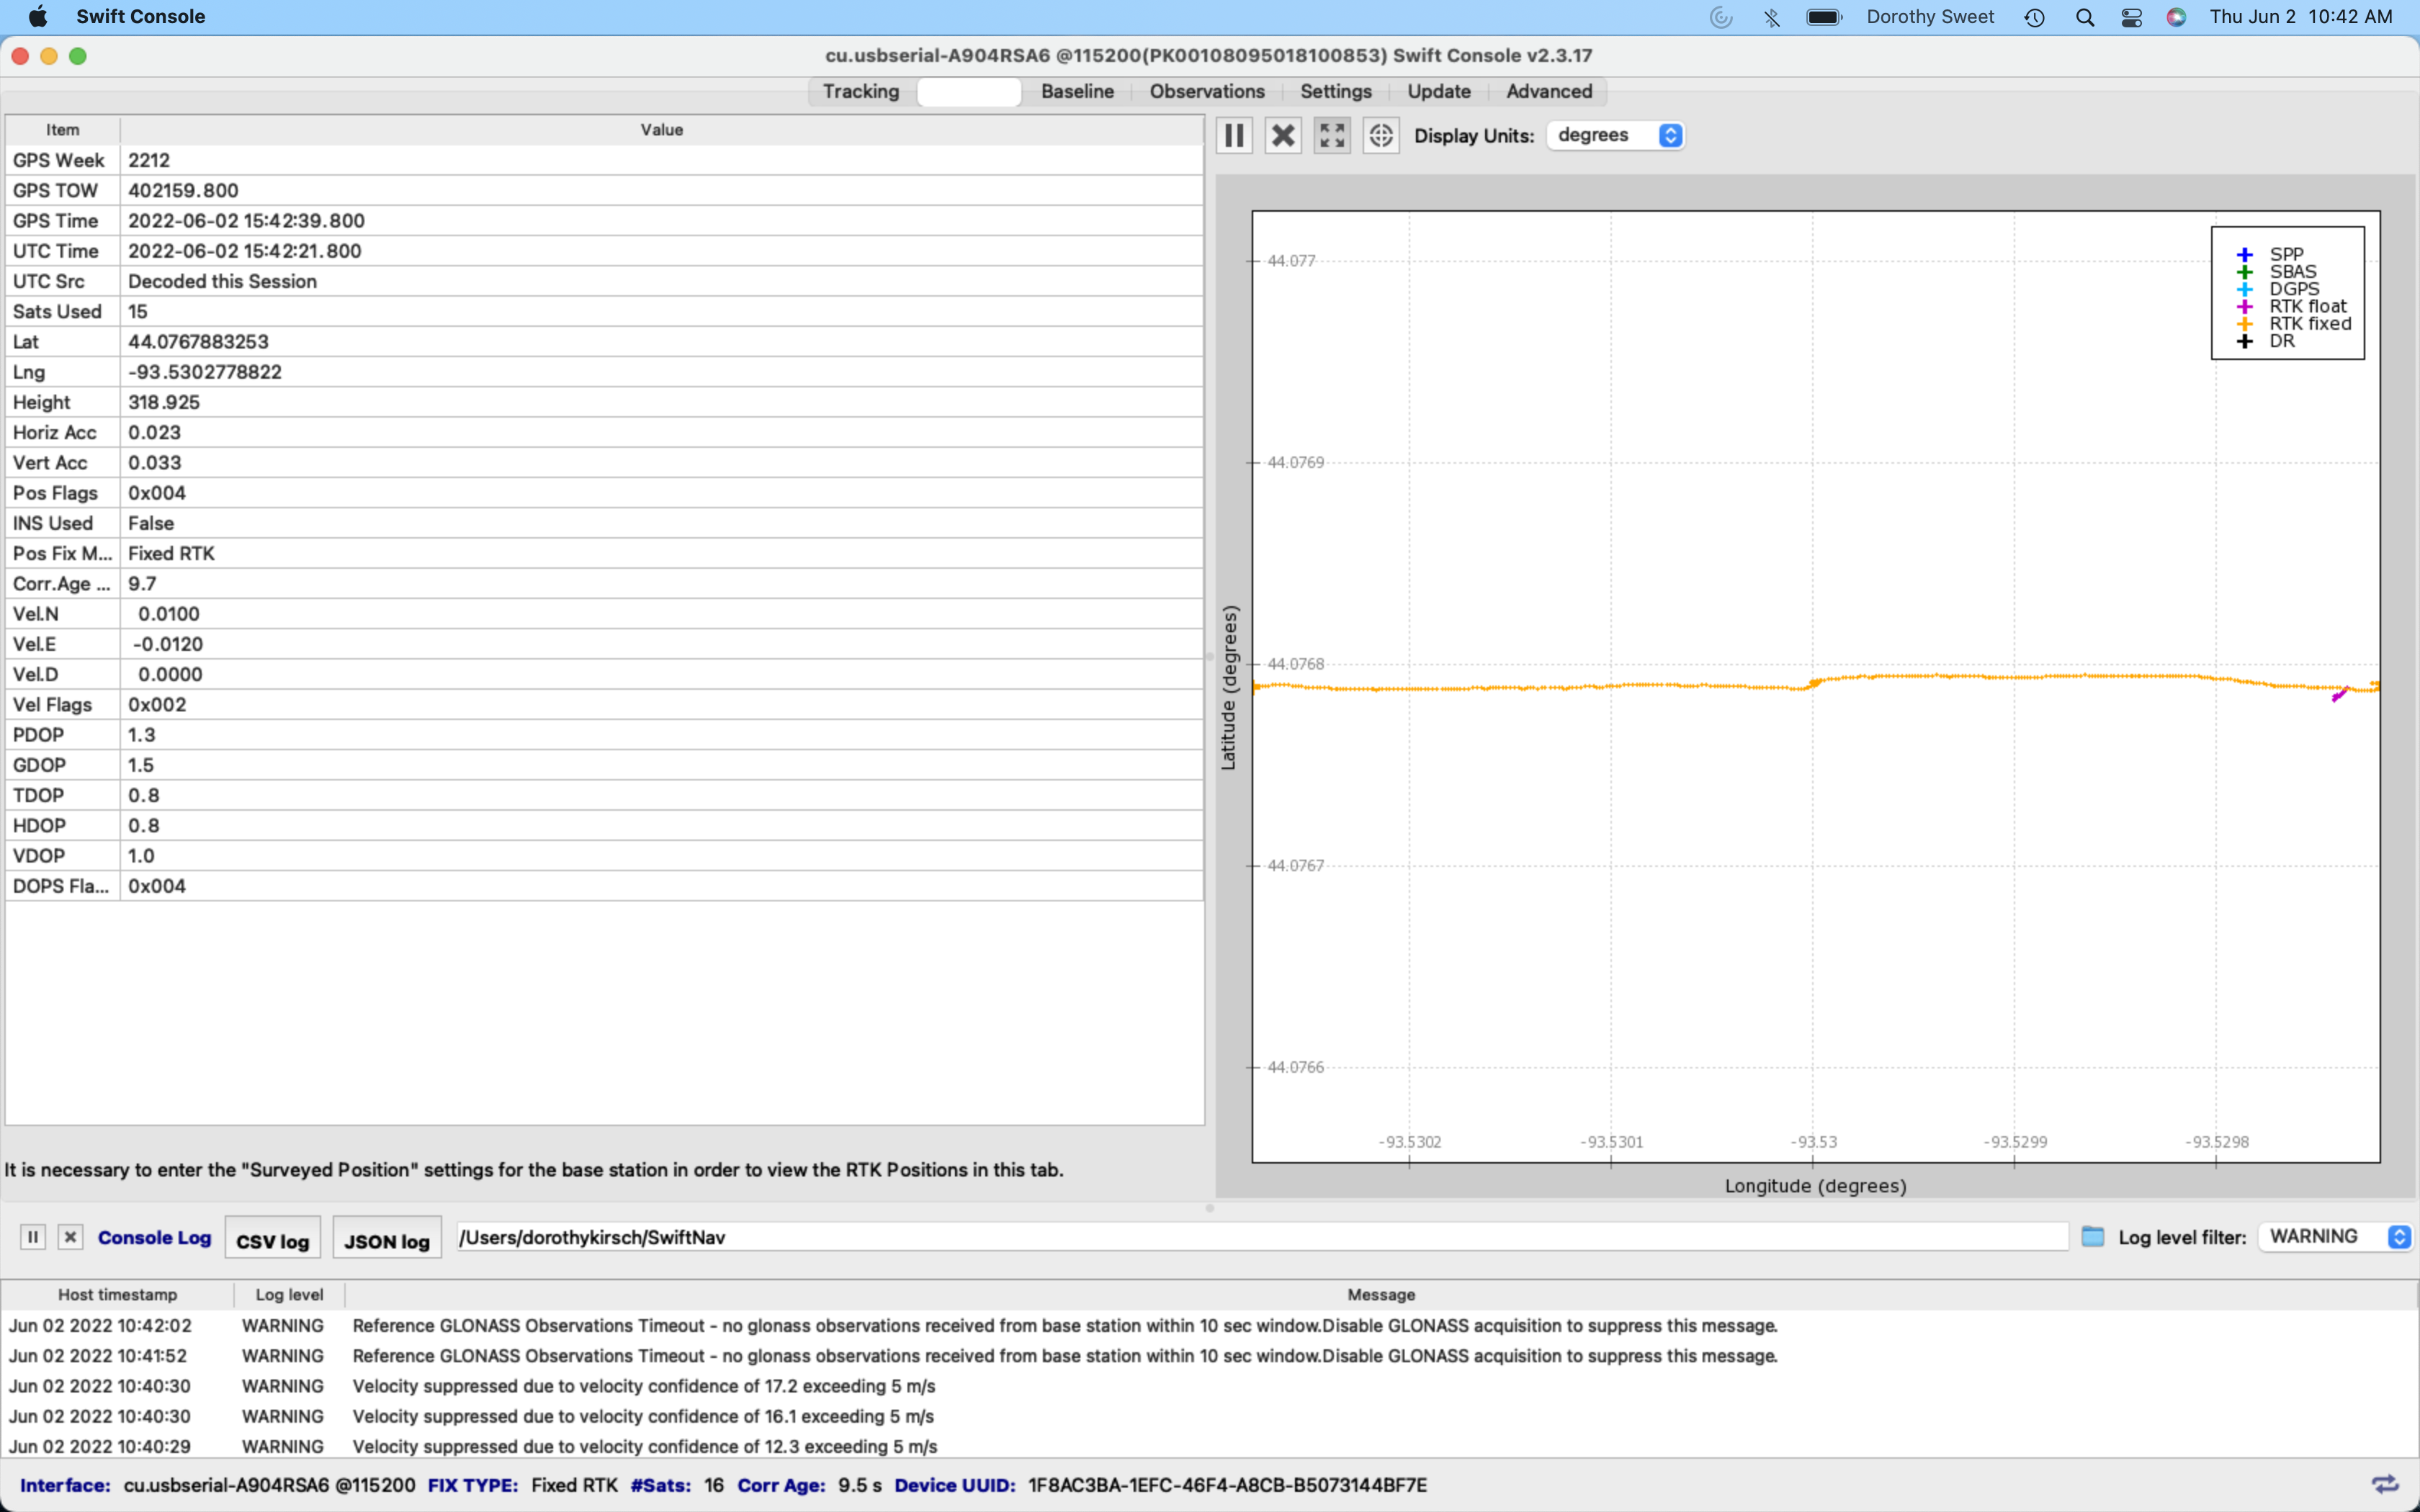 Swift Console Dorothy Sweet Thu Jun 2 10:42 AM
cu.usbserial-A904RSA6 @115200(PK00108095018100853) Swift Console v2.3.17
Tracking Baseline Observations Settings Update Advanced
Item Value
GPS Week 2212
GPS TOW 402159.800
GPS Time 2022-06-02 15:42:39.800
UTC Time 2022-06-02 15:42:21.800
UTC Src Decoded this Session
Sats Used 15
Lat 44.0767883253
Lng -93.5302778822
Height 318.925
Horiz Acc 0.023
Vert Acc 0.033
Pos Flags 0x004
INS Used False
Pos Fix M... Fixed RTK
Corr.Age ... 9.7
Vel.N 0.0100
Vel.E -0.0120
Vel.D 0.0000
Vel Flags 0x002
PDOP 1.3
GDOP 1.5
TDOP 0.8
HDOP 0.8
VDOP 1.0
DOPS Fla... 0x004
It is necessary to enter the "Surveyed Position" settings for the base station in order to view the RTK Positions in this tab.
Display Units: degrees
SPP
SBAS
DGPS
RTK float
RTK fixed
DR
44.077
44.0769
44.0768
44.0767
44.0766
Latitude (degrees)
-93.5302 -93.5301 -93.53 -93.5299 -93.5298
Longitude (degrees)
Console Log CSV log JSON log /Users/dorothykirsch/SwiftNav Log level filter: WARNING
Host timestamp Log level Message
Jun 02 2022 10:42:02 WARNING Reference GLONASS Observations Timeout - no glonass observations received from base station within 10 sec window.Disable GLONASS acquisition to suppress this message.
Jun 02 2022 10:41:52 WARNING Reference GLONASS Observations Timeout - no glonass observations received from base station within 10 sec window.Disable GLONASS acquisition to suppress this message.
Jun 02 2022 10:40:30 WARNING Velocity suppressed due to velocity confidence of 17.2 exceeding 5 m/s
Jun 02 2022 10:40:30 WARNING Velocity suppressed due to velocity confidence of 16.1 exceeding 5 m/s
Jun 02 2022 10:40:29 WARNING Velocity suppressed due to velocity confidence of 12.3 exceeding 5 m/s
Interface: cu.usbserial-A904RSA6 @115200 FIX TYPE: Fixed RTK #Sats: 16 Corr Age: 9.5 s Device UUID: 1F8AC3BA-1EFC-46F4-A8CB-B5073144BF7E